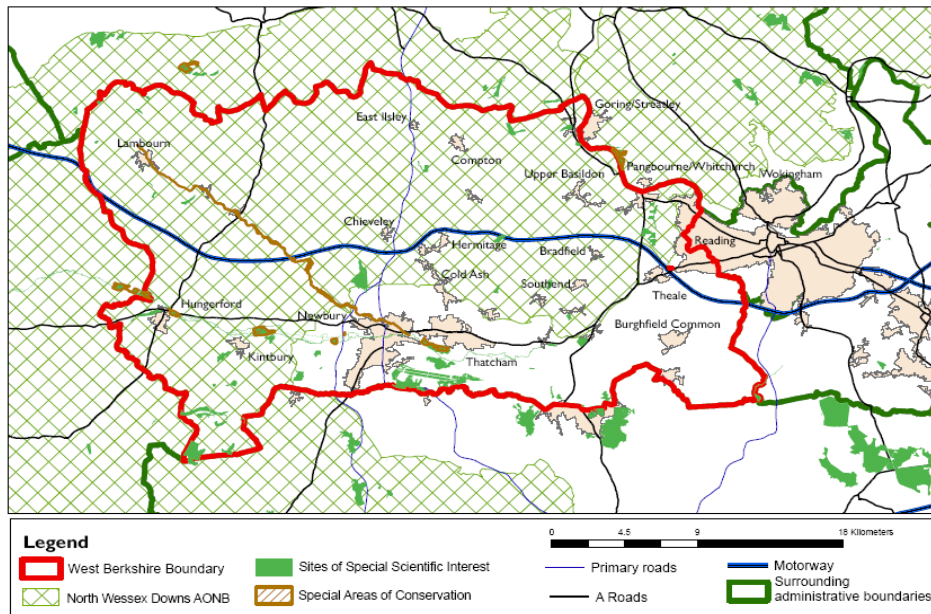 Goring/Streatley
East Ilsley
Lambourn
Compton
Pangbourne/Whitchurch
Upper Basildon
Wokingham
Chieveley
Hermitage
Bradfield
Reading
Cold Ash
Southend
Theale
Hungerford
Newbury
Burghfield Common
Kintbury
Thatcham
Legend
0 4.5 9 18 Kilometers
West Berkshire Boundary
Sites of Special Scientific Interest
Primary roads
Motorway
North Wessex Downs AONB
Special Areas of Conservation
A Roads
Surrounding
administrative boundaries